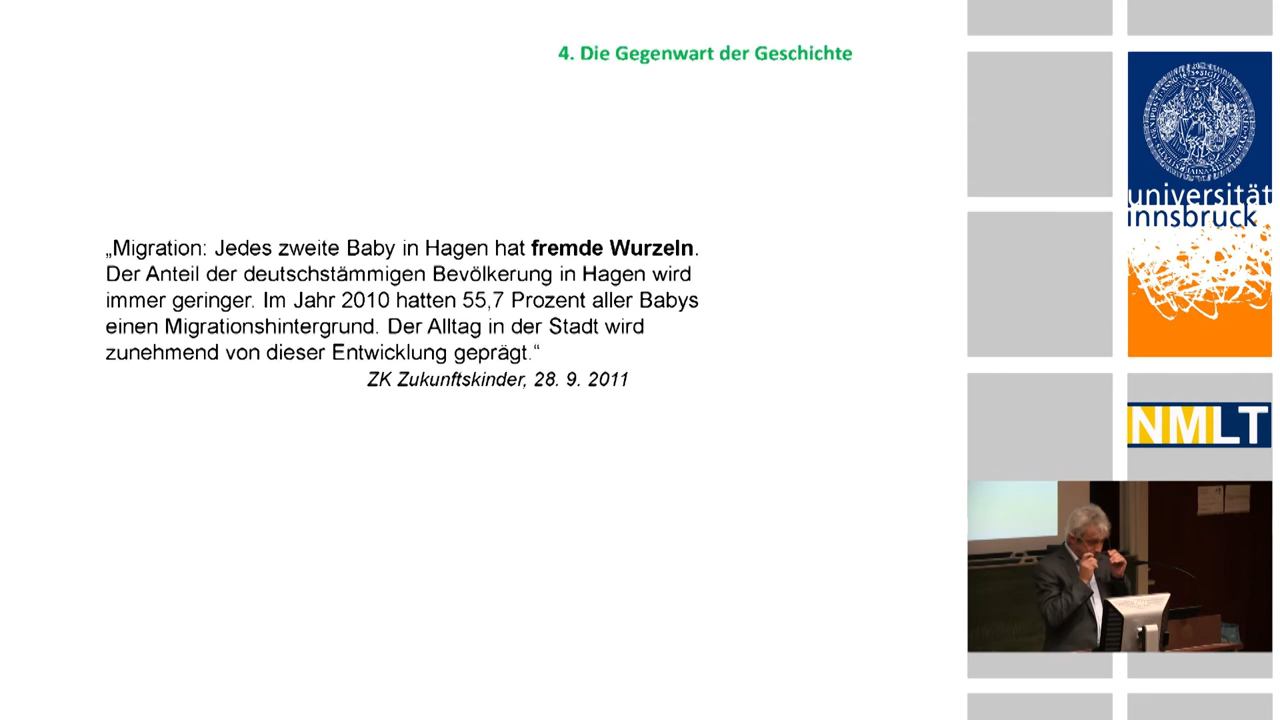 4. Die Gegenwart der Geschichte
„Migration: Jedes zweite Baby in Hagen hat fremde Wurzeln.
Der Anteil der deutschstämmigen Bevölkerung in Hagen wird
immer geringer. Im Jahr 2010 hatten 55,7 Prozent aller Babys
einen Migrationshintergrund. Der Alltag in der Stadt wird
zunehmend von dieser Entwicklung geprägt.“
ZK Zukunftskinder, 28. 9. 2011
universität
innsbruck
NMLT